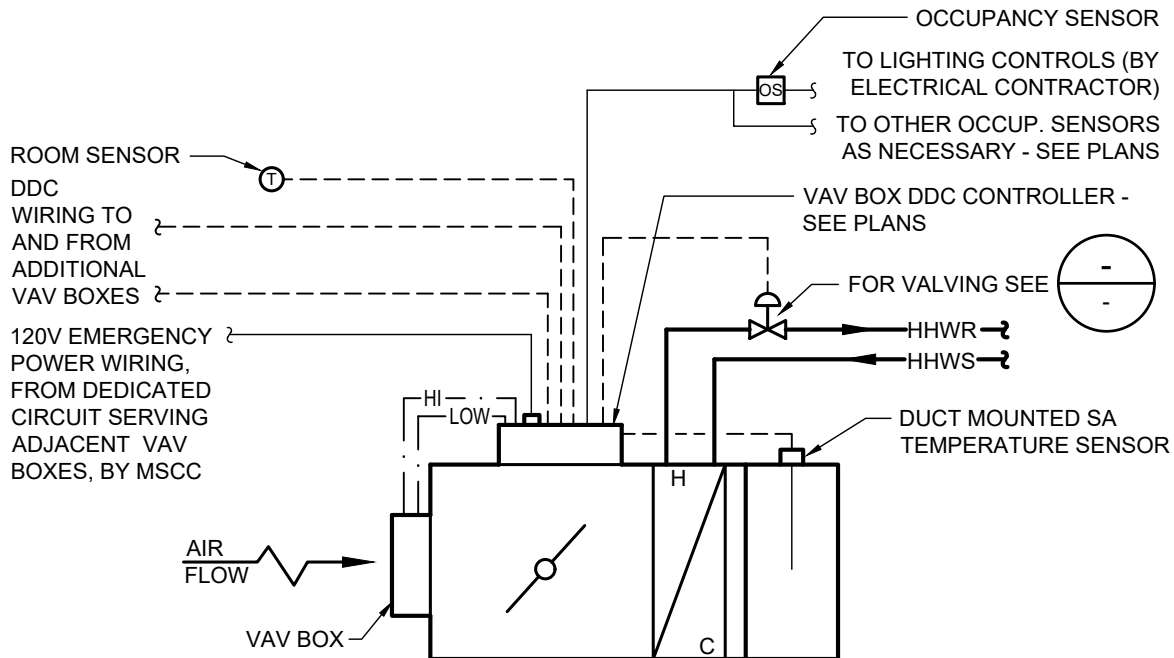 OCCUPANCY SENSOR
TO LIGHTING CONTROLS (BY
ELECTRICAL CONTRACTOR)
OS
TO OTHER OCCUP. SENSORS
AS NECESSARY - SEE PLANS
ROOM SENSOR
T
DDC
WIRING TO
AND FROM
ADDITIONAL
VAV BOXES
VAV BOX DDC CONTROLLER -
SEE PLANS
FOR VALVING SEE
-
-
120V EMERGENCY
POWER WIRING,
FROM DEDICATED
CIRCUIT SERVING
ADJACENT VAV
BOXES, BY MSCC
HHWR
HHWS
HI
LOW
DUCT MOUNTED SA
TEMPERATURE SENSOR
H
C
AIR
FLOW
VAV BOX